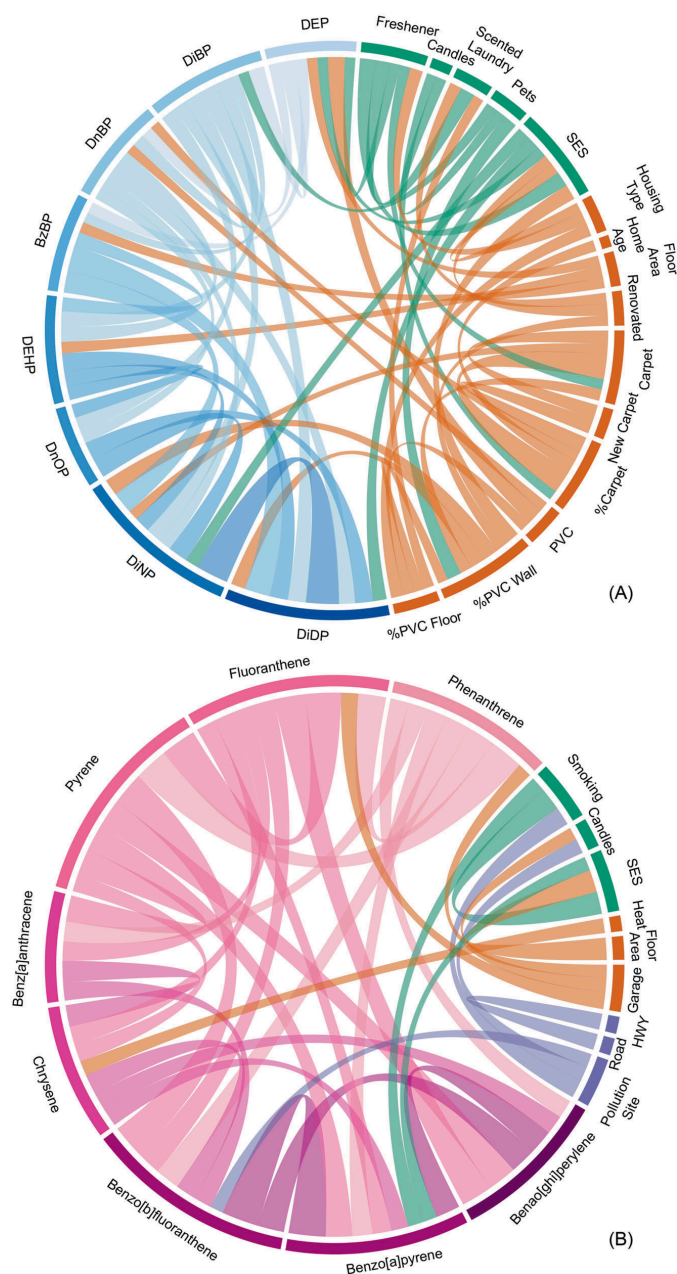 DEP
Freshener
Candles
Scented
Laundry
Pets
SES
Housing
Type
Home
Age
Floor
Area
Renovated
Carpet
New Carpet
%Carpet
PVC
%PVC Wall
%PVC Floor
DiDP
DiNP
DnOP
DEHP
BzBP
DnBP
DiBP
(A)
Fluoranthene
Phenanthrene
Smoking
Candles
SES
Heat
Floor
Area
Garage
HWY
Road
Pollution
Site
Benao[ghi]perylene
Benzo[a]pyrene
Benzo[b]fluoranthene
Chrysene
Benz[a]anthracene
Pyrene
(B)